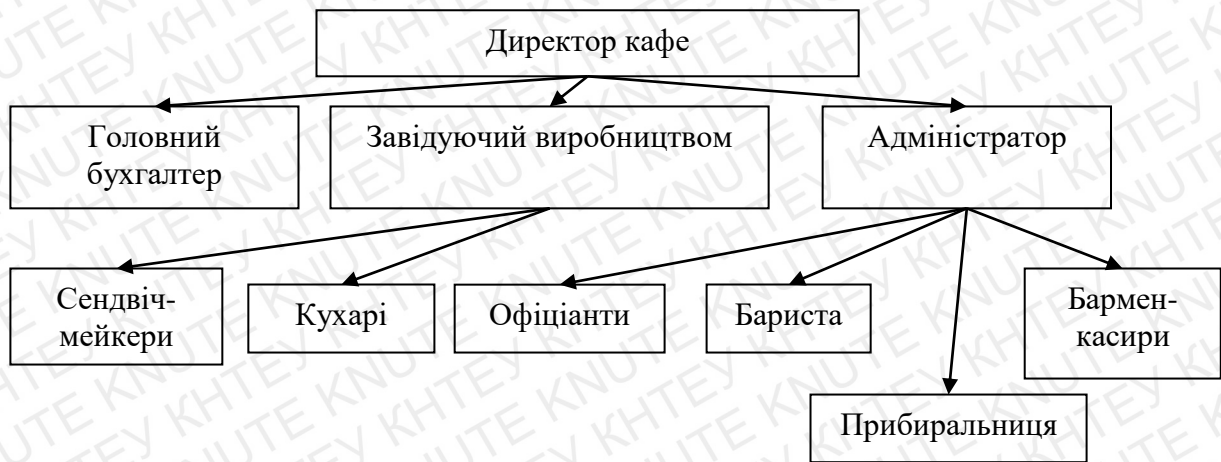 Директор кафе
Головний
бухгалтер
Завідуючий виробництвом
Адміністратор
Сендвіч-
мейкери
Кухарі
Офіціанти
Бариста
Бармен-
касири
Прибиральниця